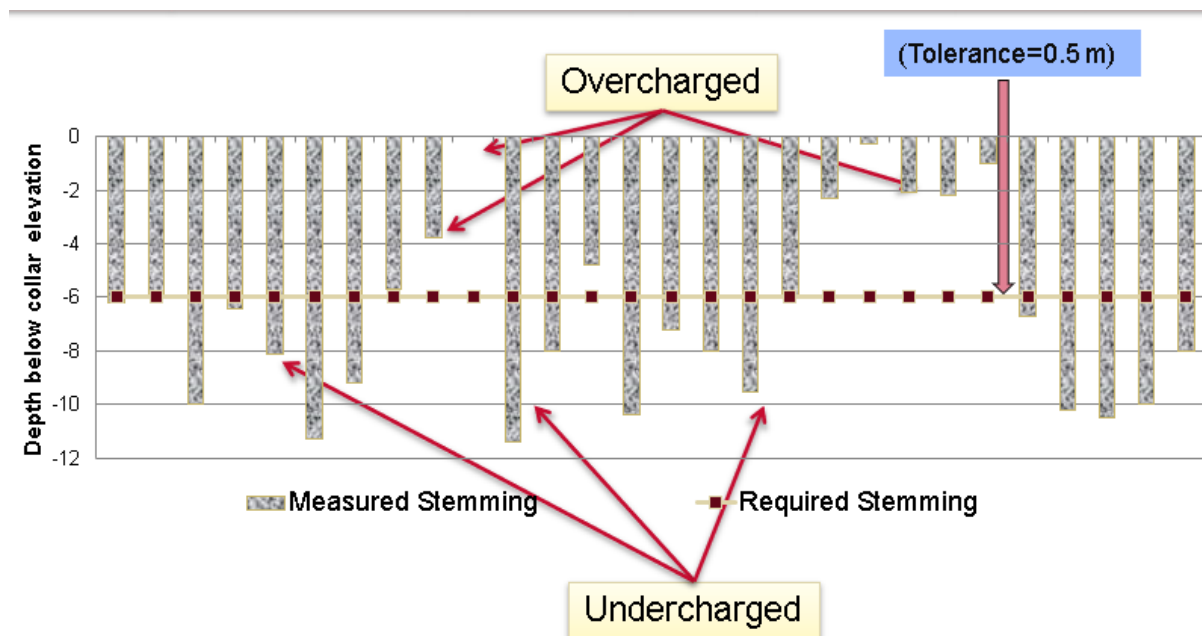 (Tolerance=0.5 m)
Overcharged
Depth below collar elevation
0
-2
-4
-6
-8
-10
-12
Measured Stemming
Required Stemming
Undercharged